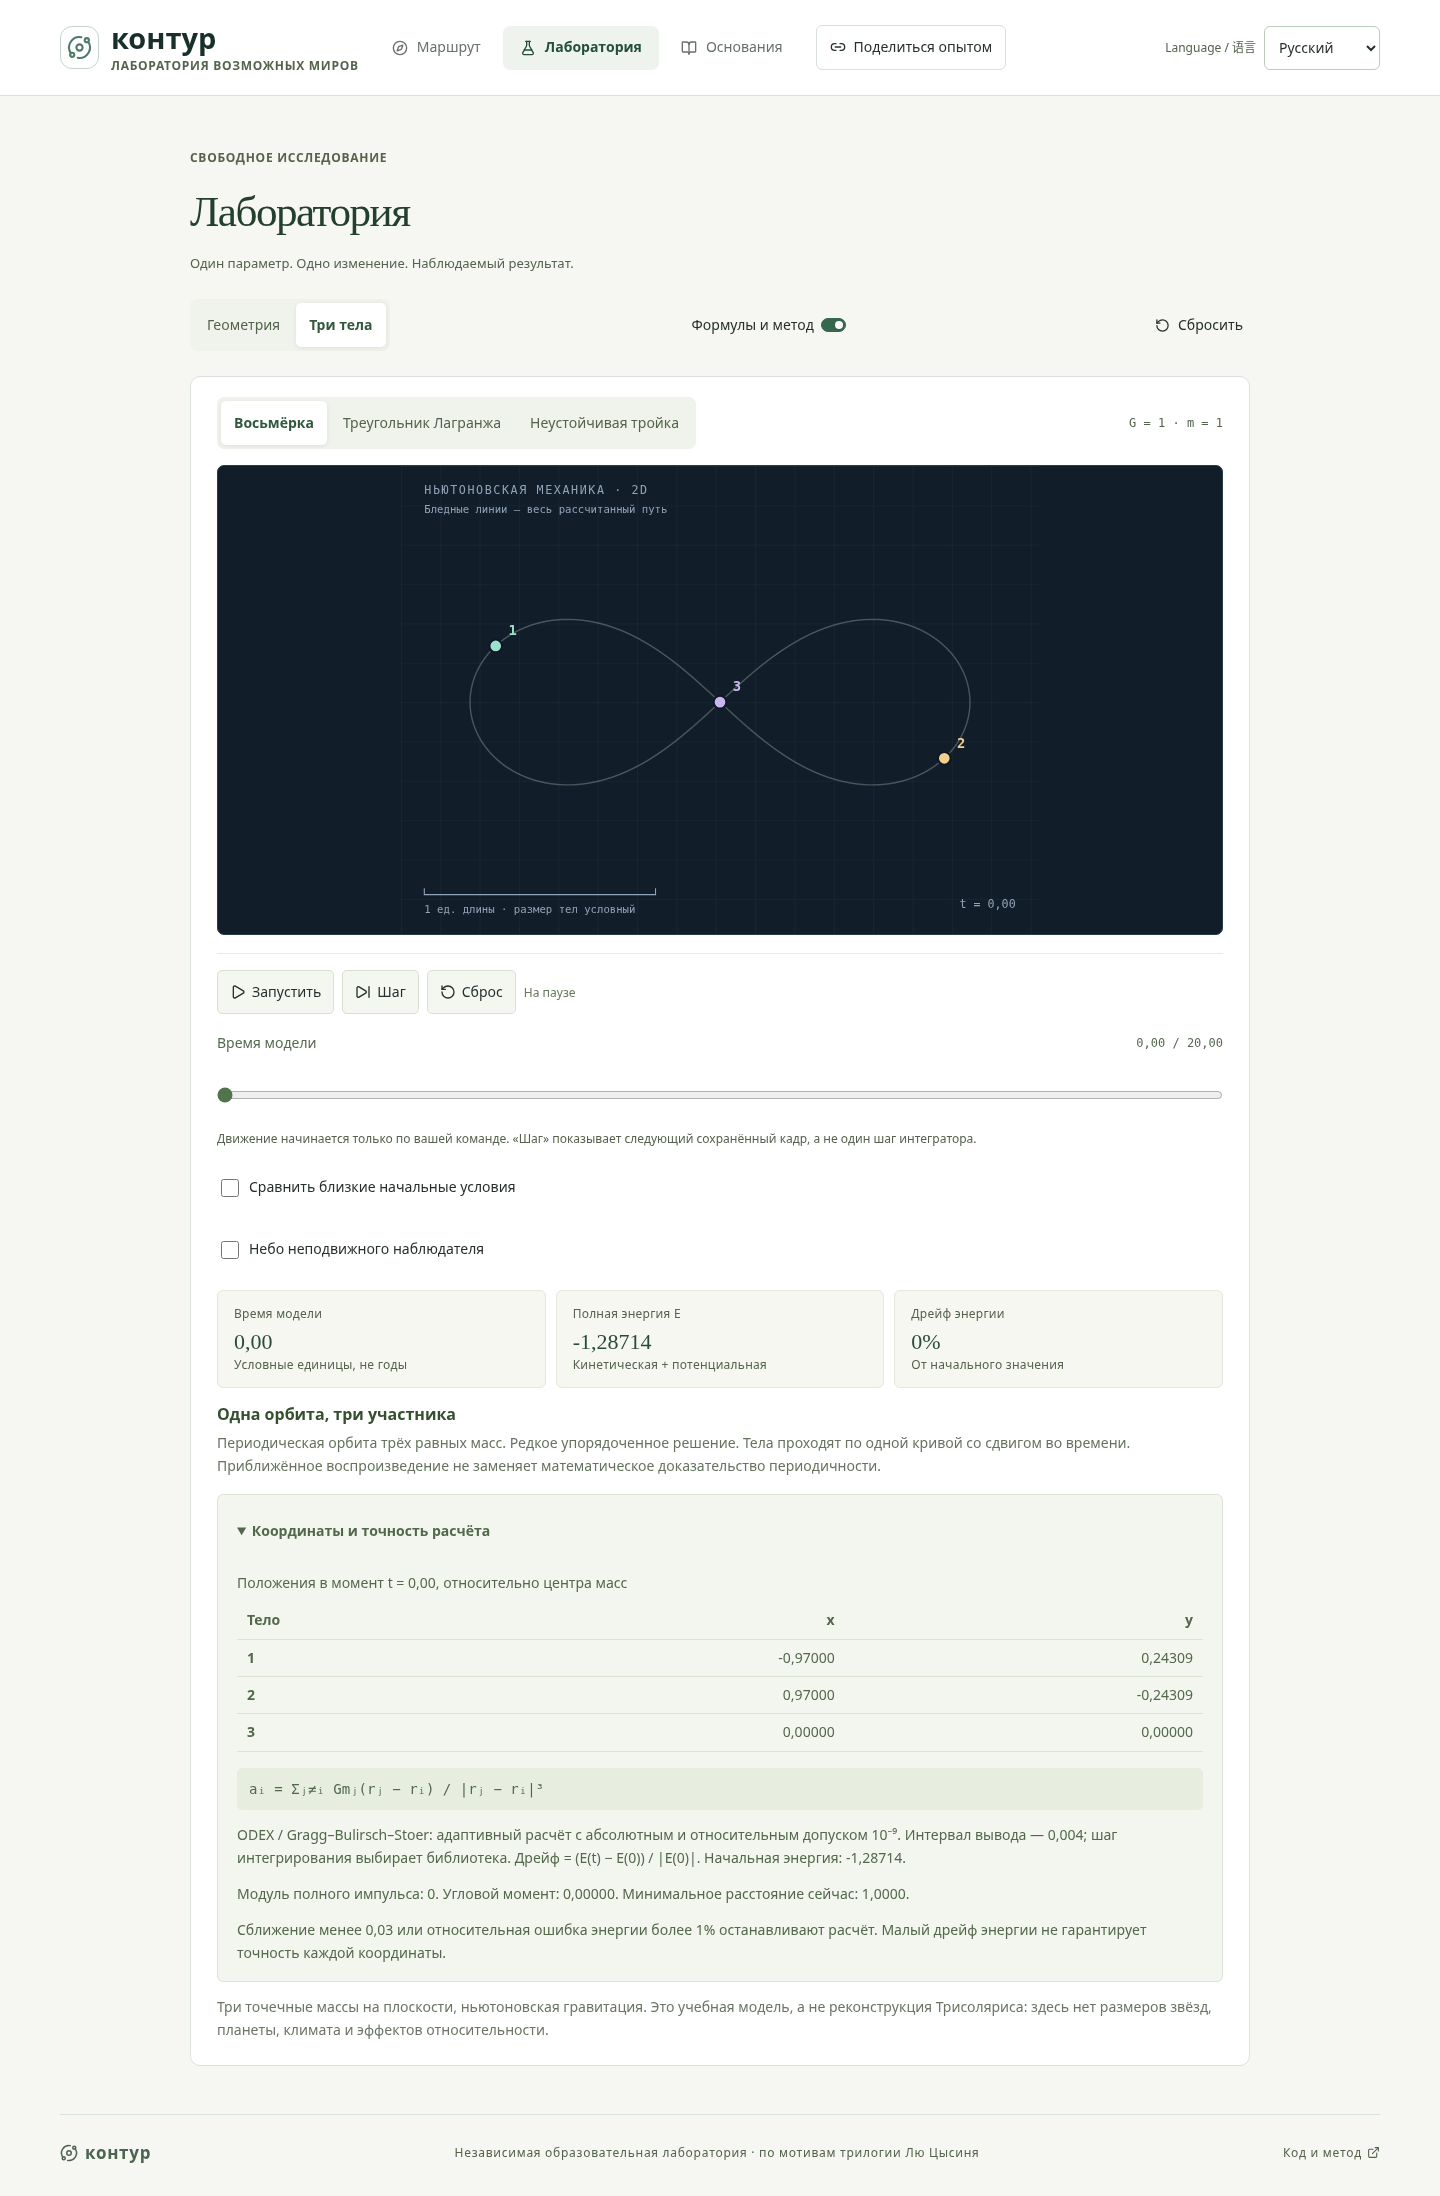 контур
ЛАБОРАТОРИЯ ВОЗМОЖНЫХ МИРОВ
Маршрут
Лаборатория
Основания
Поделиться опытом
Language / 语言
Русский
СВОБОДНОЕ ИССЛЕДОВАНИЕ
Лаборатория
Один параметр. Одно изменение. Наблюдаемый результат.
Геометрия
Три тела
Формулы и метод
Сбросить
Восьмёрка
Треугольник Лагранжа
Неустойчивая тройка
G = 1 · m = 1
НЬЮТОНОВСКАЯ МЕХАНИКА · 2D
Бледные линии — весь рассчитанный путь
1
3
2
1 ед. длины · размер тел условный
t = 0,00
Запустить
Шаг
Сброс
На паузе
Время модели
0,00 / 20,00
Движение начинается только по вашей команде. «Шаг» показывает следующий сохранённый кадр, а не один шаг интегратора.
Сравнить близкие начальные условия
Небо неподвижного наблюдателя
Время модели
0,00
Условные единицы, не годы
Полная энергия E
-1,28714
Кинетическая + потенциальная
Дрейф энергии
0%
От начального значения
Одна орбита, три участника
Периодическая орбита трёх равных масс. Редкое упорядоченное решение. Тела проходят по одной кривой со сдвигом во времени.
Приближённое воспроизведение не заменяет математическое доказательство периодичности.
▼ Координаты и точность расчёта
Положения в момент t = 0,00, относительно центра масс
Тело x y
1 -0,97000 0,24309
2 0,97000 -0,24309
3 0,00000 0,00000
aᵢ = Σⱼ≠ᵢ Gmⱼ(rⱼ − rᵢ) / |rⱼ − rᵢ|³
ODEX / Gragg–Bulirsch–Stoer: адаптивный расчёт с абсолютным и относительным допуском 10⁻⁹. Интервал вывода — 0,004; шаг
интегрирования выбирает библиотека. Дрейф = (E(t) − E(0)) / |E(0)|. Начальная энергия: -1,28714.
Модуль полного импульса: 0. Угловой момент: 0,00000. Минимальное расстояние сейчас: 1,0000.
Сближение менее 0,03 или относительная ошибка энергии более 1% останавливают расчёт. Малый дрейф энергии не гарантирует
точность каждой координаты.
Три точечные массы на плоскости, ньютоновская гравитация. Это учебная модель, а не реконструкция Трисоляриса: здесь нет размеров звёзд,
планеты, климата и эффектов относительности.
контур
Независимая образовательная лаборатория · по мотивам трилогии Лю Цысиня
Код и метод